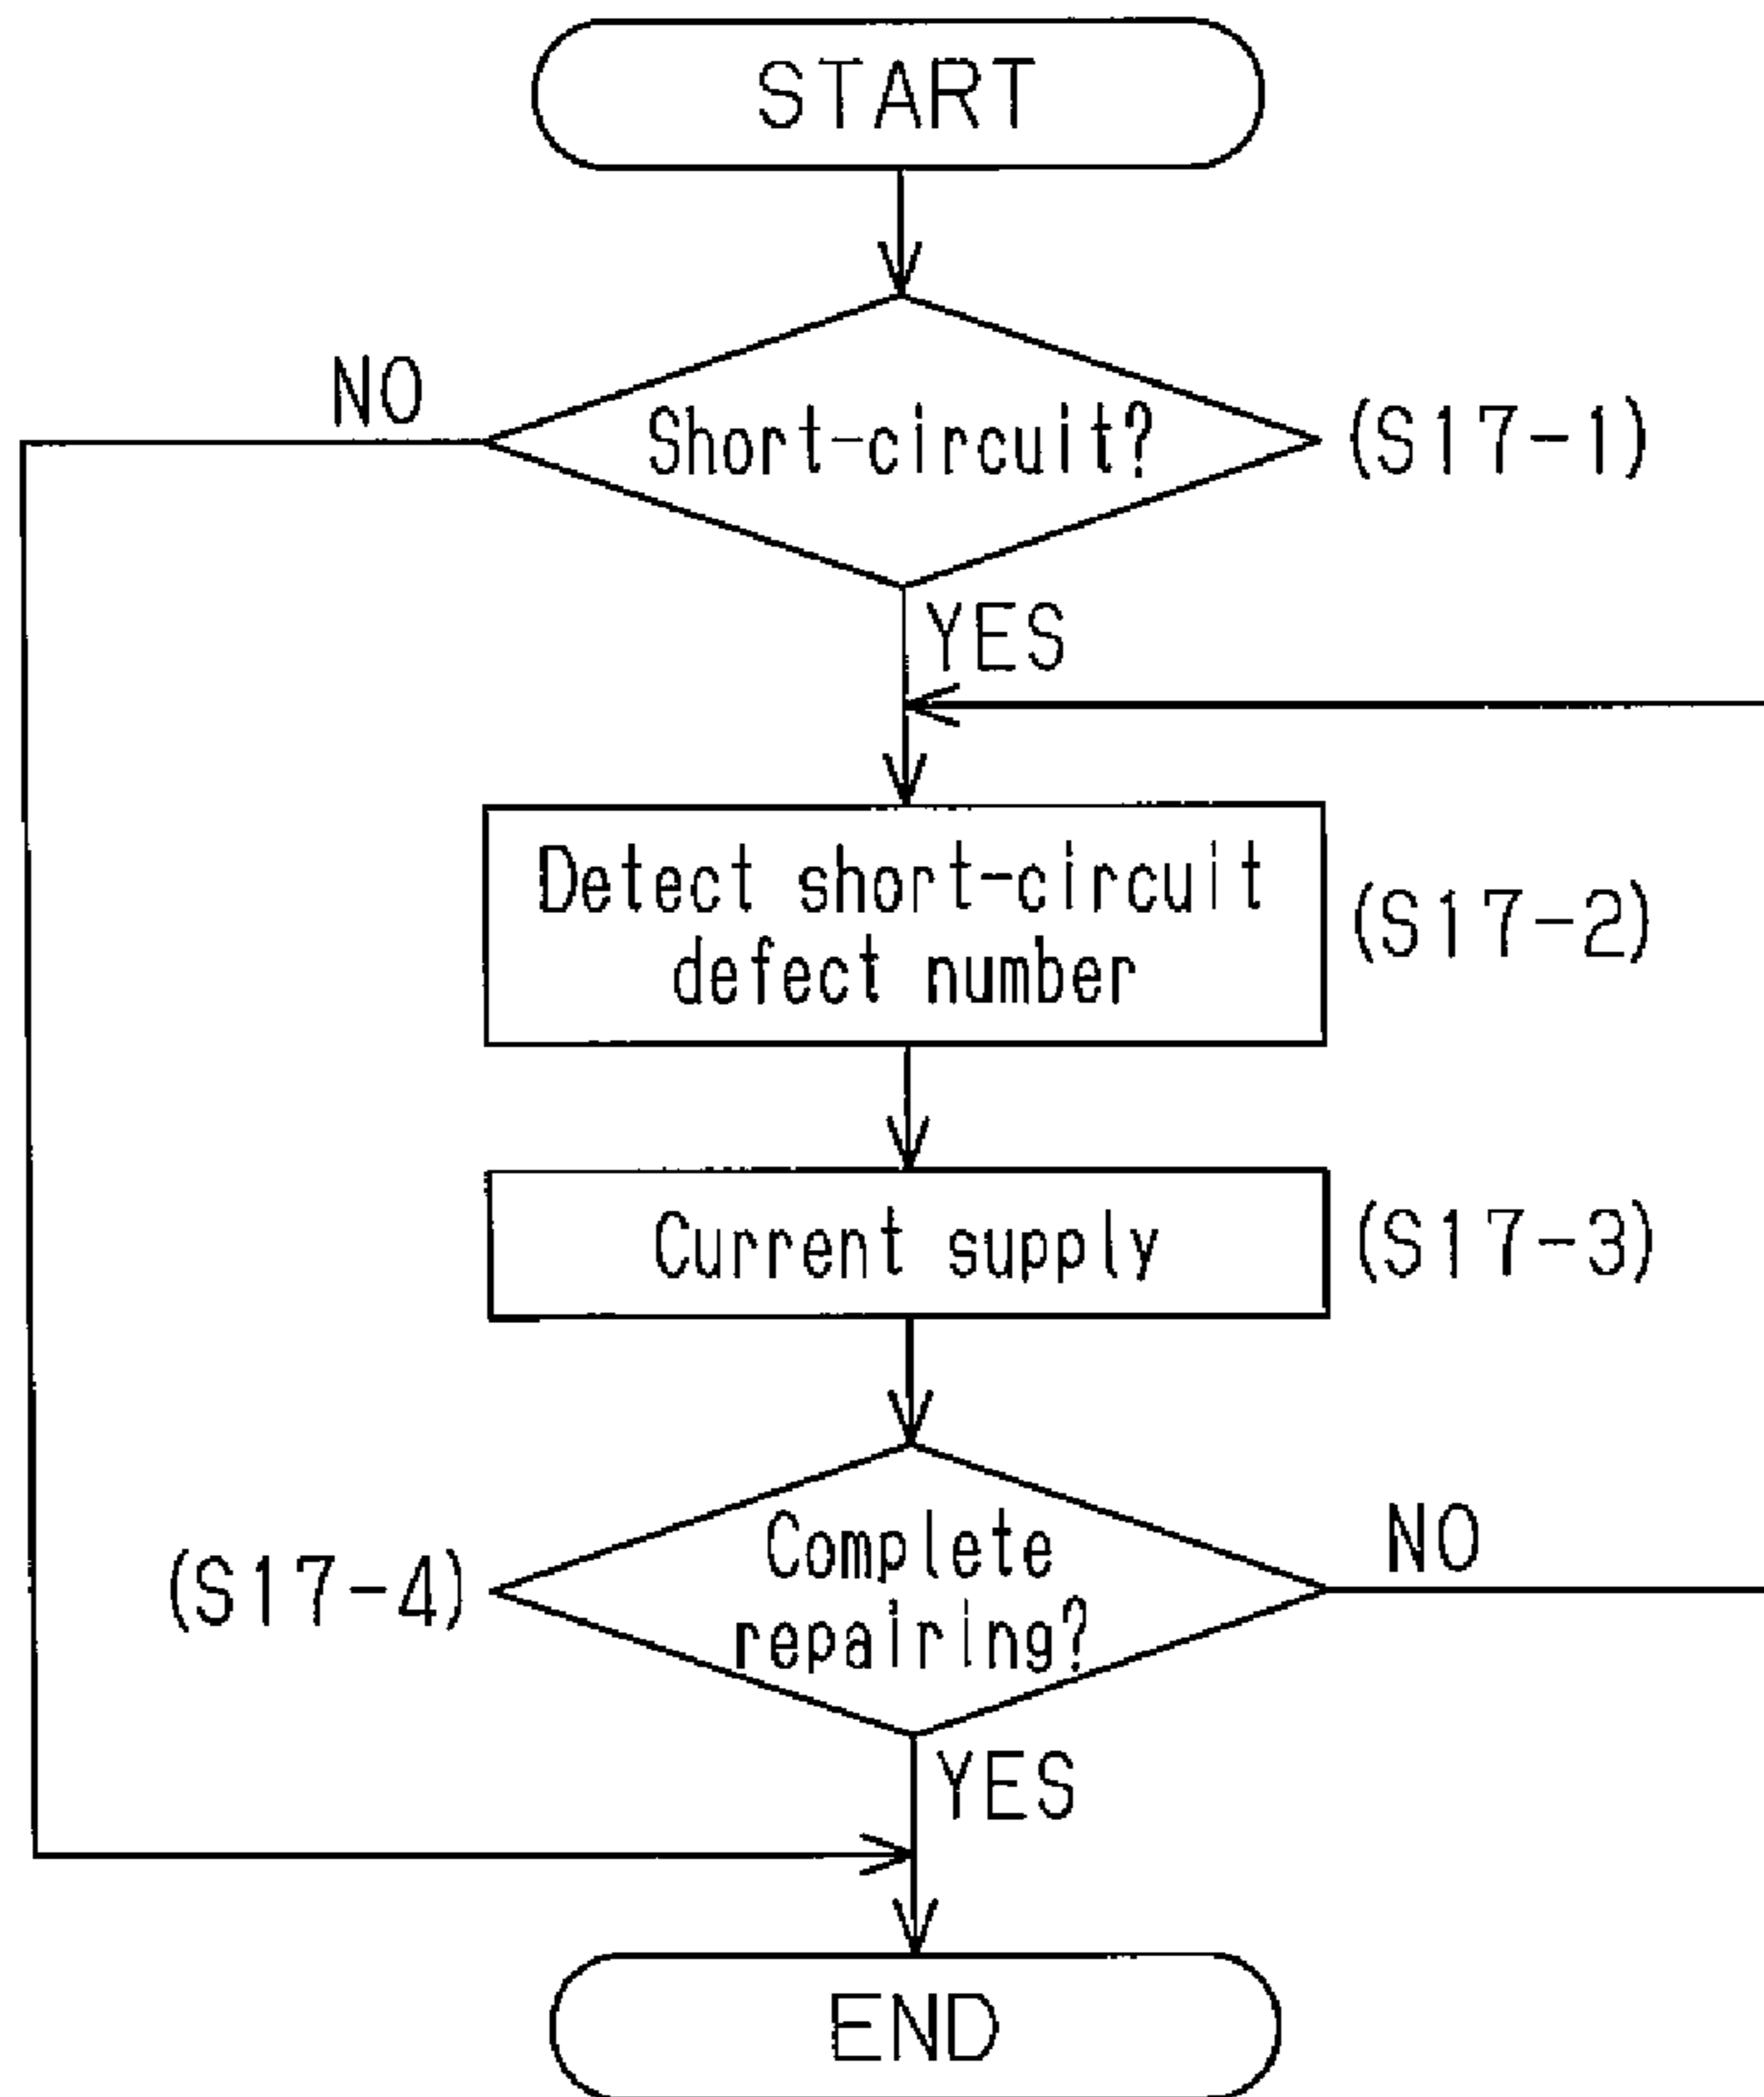 START
NO
Short-circuit?
(S17-1)
YES
Detect short-circuit
defect number
(S17-2)
Current supply
(S17-3)
Complete
repairing?
(S17-4)
NO
YES
END